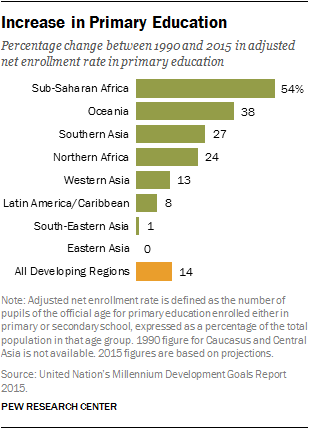 Increase in Primary Education
Percentage change between 1990 and 2015 in adjusted
net enrollment rate in primary education
Sub-Saharan Africa 54%
Oceania 38
Southern Asia 27
Northern Africa 24
Western Asia 13
Latin America/Caribbean 8
South-Eastern Asia 1
Eastern Asia 0
All Developing Regions 14
Note: Adjusted net enrollment rate is defined as the number of
pupils of the official age for primary education enrolled either in
primary or secondary school, expressed as a percentage of the total
population in that age group. 1990 figure for Caucasus and Central
Asia is not available. 2015 figures are based on projections.
Source: United Nation's Millennium Development Goals Report
2015.
PEW RESEARCH CENTER